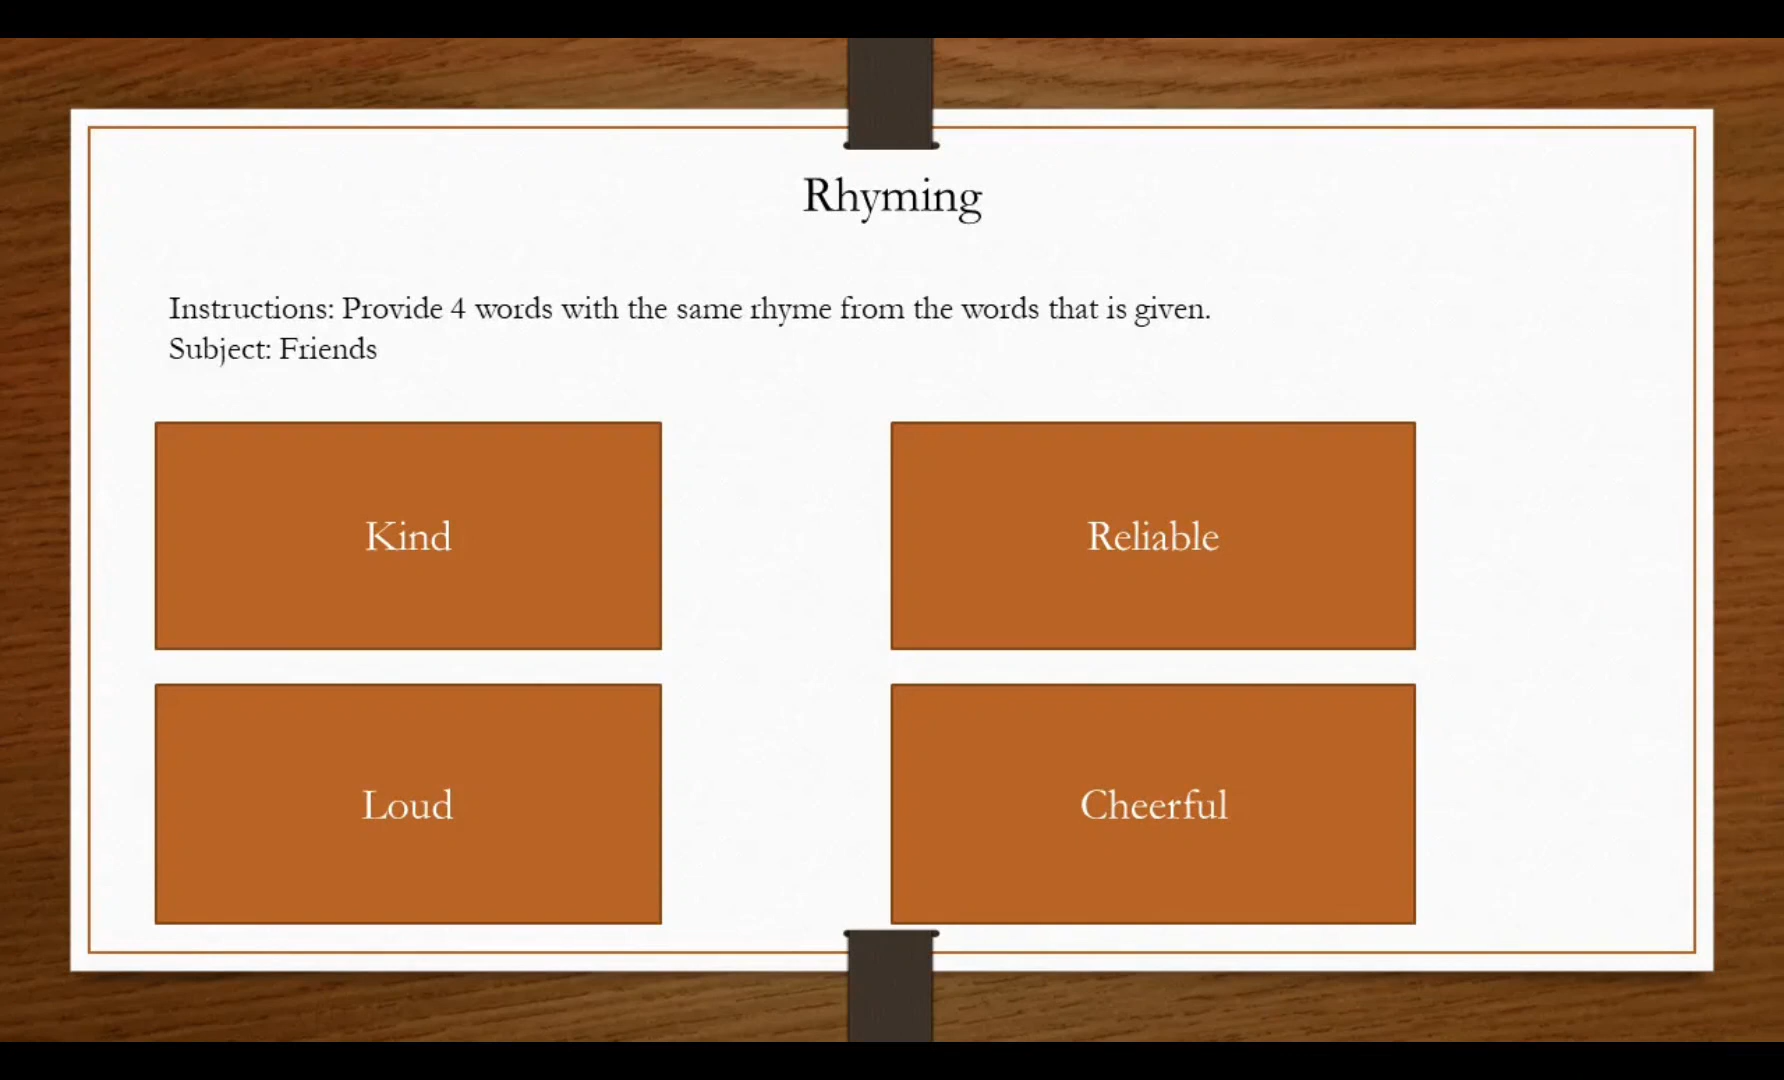 Rhyming
Instructions: Provide 4 words with the same rhyme from the words that is given.
Subject: Friends
Kind
Reliable
Loud
Cheerful